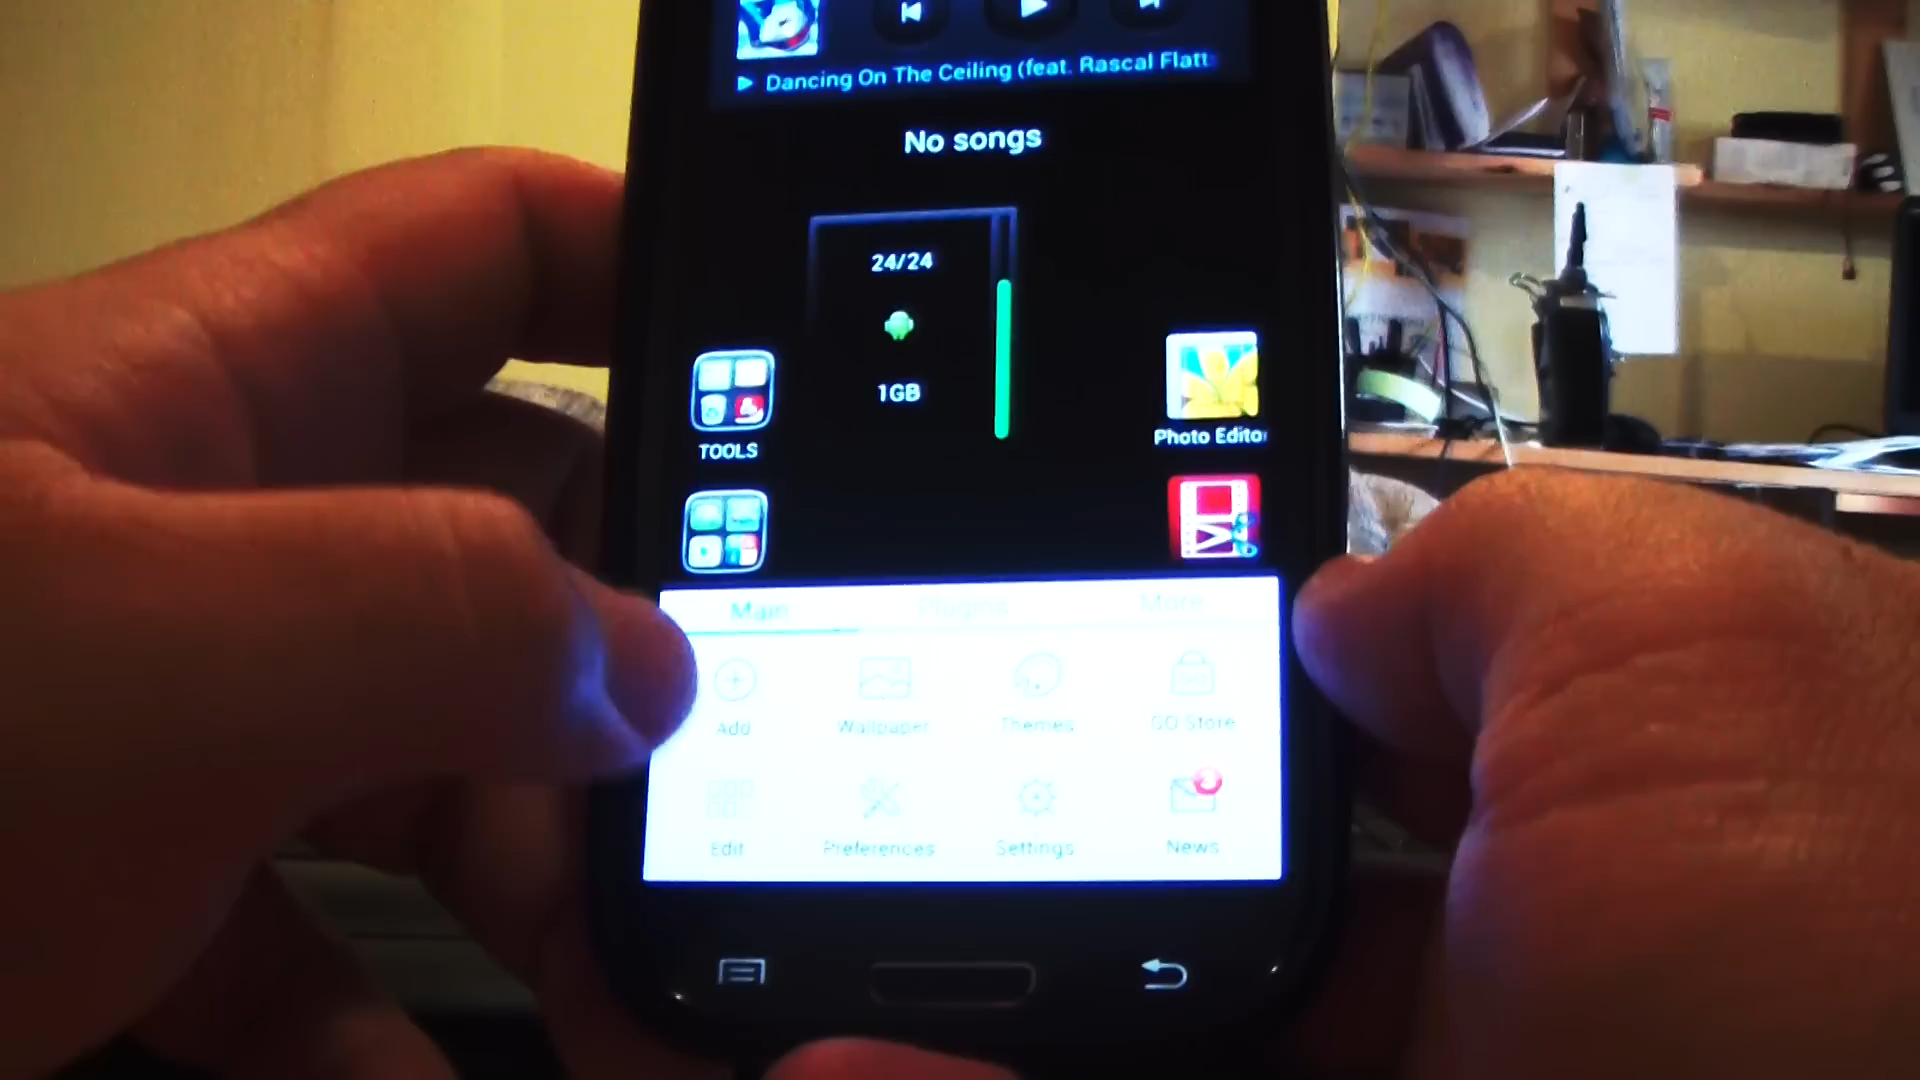 Dancing On The Ceiling (feat. Rascal Flatt
No songs
24/24
1GB
TOOLS
Photo Edito
Main Plugins More
Add Wallpaper Themes GO Store
3
Edit Preferences Settings News